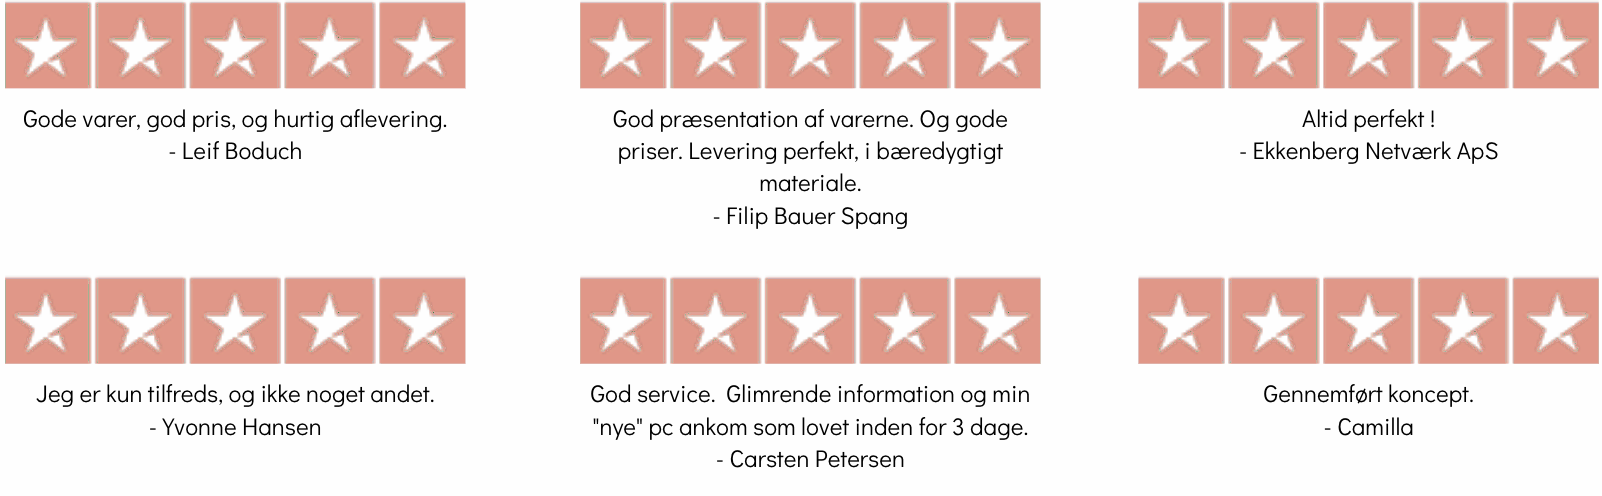 Gode varer, god pris, og hurtig aflevering.
- Leif Boduch
God præsentation af varerne. Og gode
priser. Levering perfekt, i bæredygtigt
materiale.
- Filip Bauer Spang
Altid perfekt !
- Ekkenberg Netværk ApS
Jeg er kun tilfreds, og ikke noget andet.
- Yvonne Hansen
God service.  Glimrende information og min
"nye" pc ankom som lovet inden for 3 dage.
- Carsten Petersen
Gennemført koncept.
- Camilla